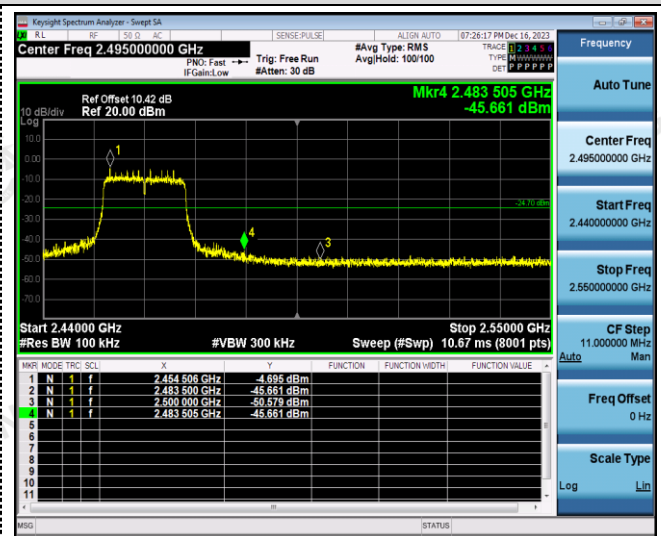 Keysight Spectrum Analyzer - Swept SA
RL RF 50 Ω AC SENSE:PULSE ALIGN AUTO 07:26:17 PM Dec 16, 2023
Center Freq 2.495000000 GHz #Avg Type: RMS TRACE 1 2 3 4 5 6
PNO: Fast Trig: Free Run Avg|Hold: 100/100 TYPE M WWWWW
IFGain:Low #Atten: 30 dB DET P P P P P P
Mkr4 2.483 505 GHz
-45.661 dBm
Ref Offset 10.42 dB
10 dB/div Ref 20.00 dBm
Log
10.0
0.00
-10.0
-20.0
-30.0
-40.0
-50.0
-60.0
-70.0
1
4
3
-24.70 dBm
Start 2.44000 GHz Stop 2.55000 GHz
#Res BW 100 kHz #VBW 300 kHz Sweep (#Swp) 10.67 ms (8001 pts)
MKR MODE TRC SCL X Y FUNCTION FUNCTION WIDTH FUNCTION VALUE
1 N 1 f 2.454 506 GHz -4.695 dBm
2 N 1 f 2.483 500 GHz -45.661 dBm
3 N 1 f 2.500 000 GHz -50.579 dBm
4 N 1 f 2.483 505 GHz -45.661 dBm
5
6
7
8
9
10
11
MSG STATUS
Frequency
Auto Tune
Center Freq
2.495000000 GHz
Start Freq
2.440000000 GHz
Stop Freq
2.550000000 GHz
CF Step
11.000000 MHz
Auto Man
Freq Offset
0 Hz
Scale Type
Log Lin